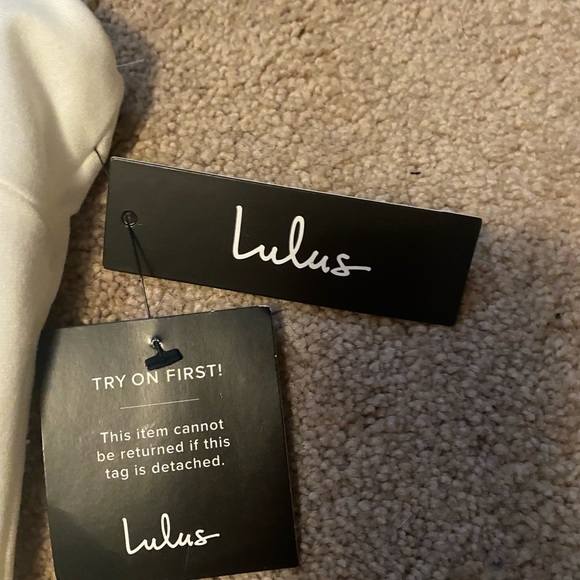 Lulus
TRY ON FIRST!
This item cannot
be returned if this
tag is detached.
Lulus